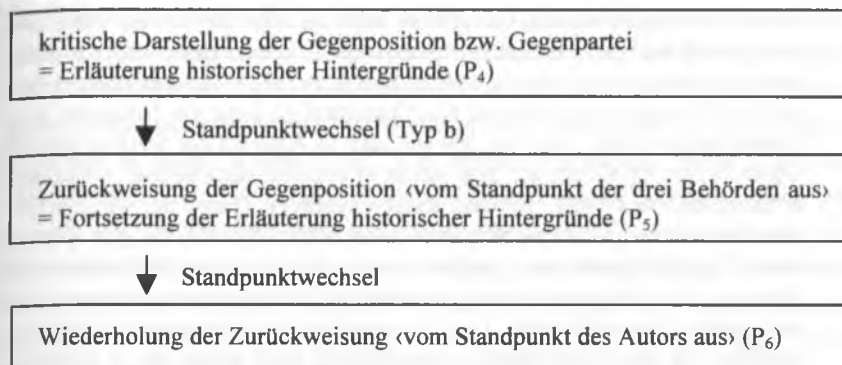 kritische Darstellung der Gegenposition bzw. Gegenpartei
= Erläuterung historischer Hintergründe (P₄)
Standpunktwechsel (Typ b)
Zurückweisung der Gegenposition ‹vom Standpunkt der drei Behörden aus›
= Fortsetzung der Erläuterung historischer Hintergründe (P₅)
Standpunktwechsel
Wiederholung der Zurückweisung ‹vom Standpunkt des Autors aus› (P₆)